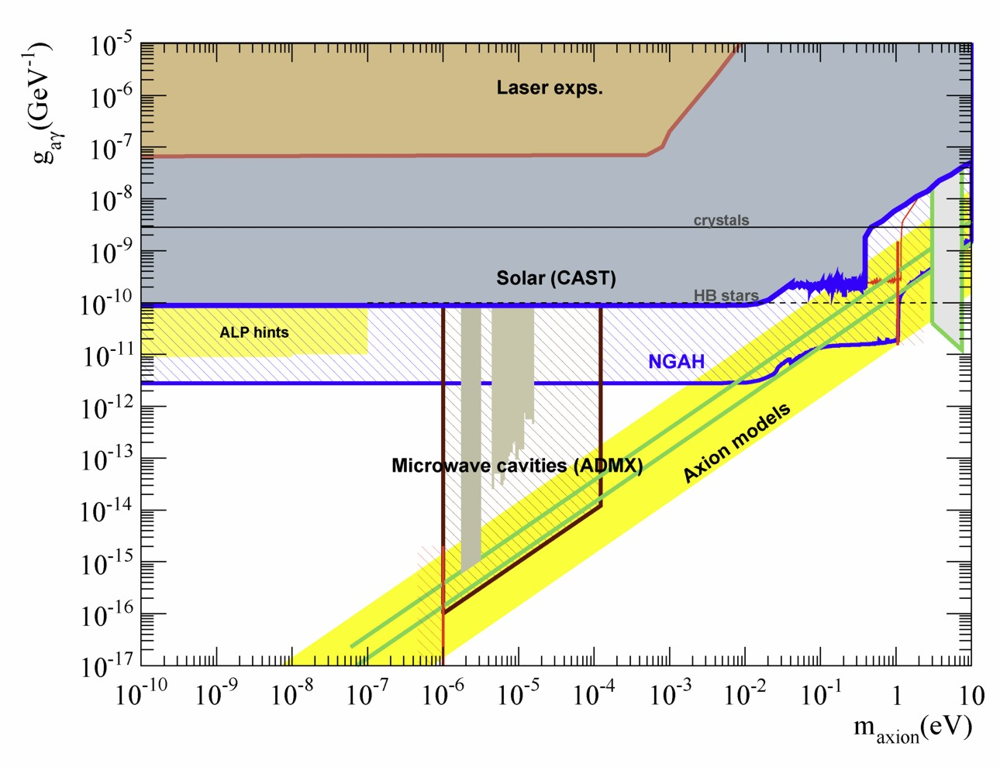 g_aγ(GeV^-1)
10^-5
10^-6
10^-7
10^-8
10^-9
10^-10
10^-11
10^-12
10^-13
10^-14
10^-15
10^-16
10^-17
Laser exps.
crystals
Solar (CAST)
HB stars
ALP hints
NGAH
Axion models
Microwave cavities (ADMX)
10^-10 10^-9 10^-8 10^-7 10^-6 10^-5 10^-4 10^-3 10^-2 10^-1 1 10
m_axion(eV)